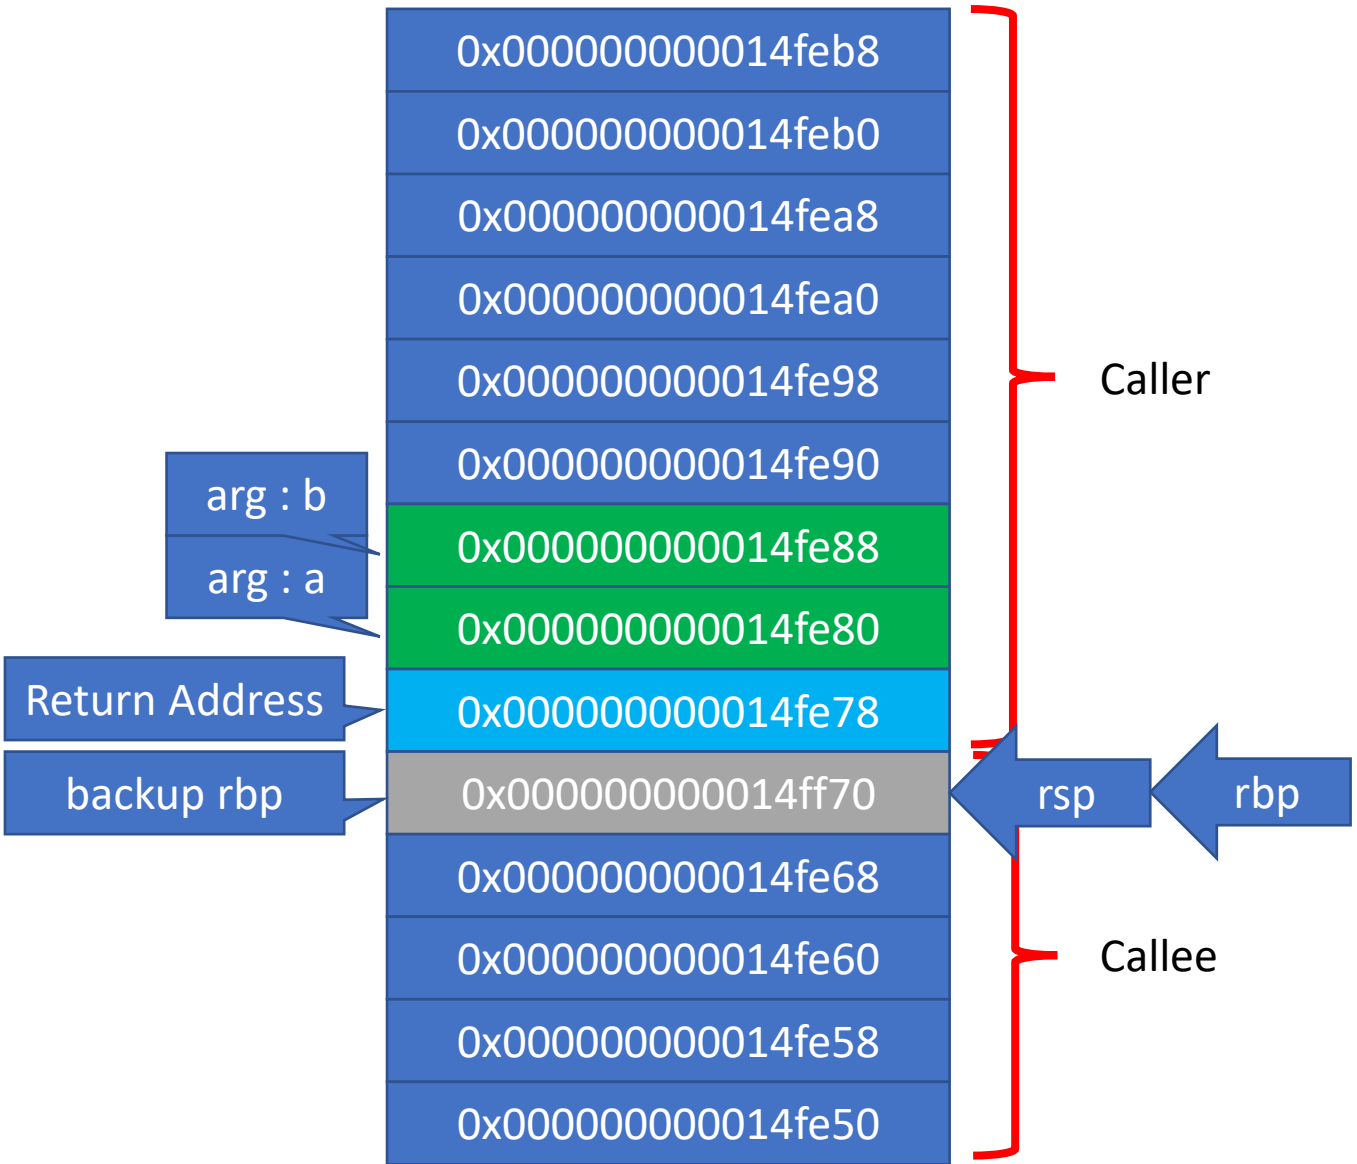 0x000000000014feb8
0x000000000014feb0
0x000000000014fea8
0x000000000014fea0
0x000000000014fe98
Caller
0x000000000014fe90
arg : b
0x000000000014fe88
arg : a
0x000000000014fe80
Return Address
0x000000000014fe78
backup rbp
0x000000000014ff70
rsp
rbp
0x000000000014fe68
0x000000000014fe60
Callee
0x000000000014fe58
0x000000000014fe50